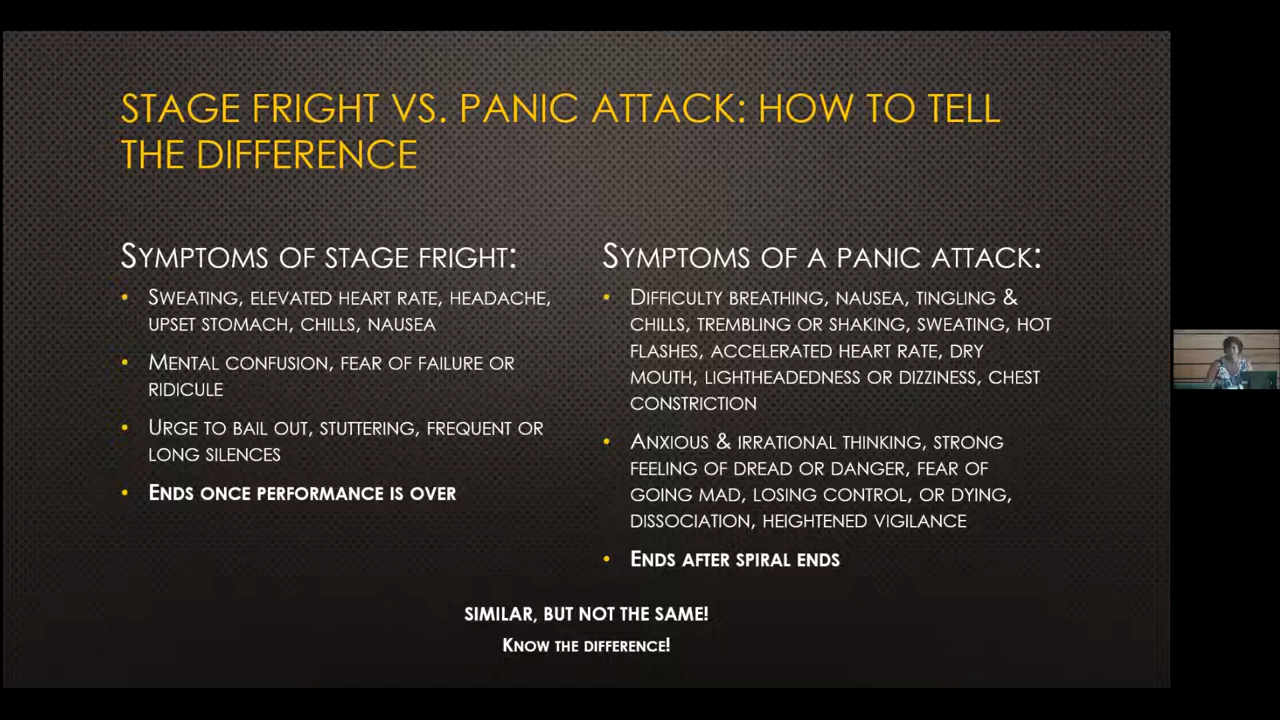 STAGE FRIGHT VS. PANIC ATTACK: HOW TO TELL
THE DIFFERENCE
SYMPTOMS OF STAGE FRIGHT:
• SWEATING, ELEVATED HEART RATE, HEADACHE,
UPSET STOMACH, CHILLS, NAUSEA
• MENTAL CONFUSION, FEAR OF FAILURE OR
RIDICULE
• URGE TO BAIL OUT, STUTTERING, FREQUENT OR
LONG SILENCES
• ENDS ONCE PERFORMANCE IS OVER
SYMPTOMS OF A PANIC ATTACK:
• DIFFICULTY BREATHING, NAUSEA, TINGLING &
CHILLS, TREMBLING OR SHAKING, SWEATING, HOT
FLASHES, ACCELERATED HEART RATE, DRY
MOUTH, LIGHTHEADEDNESS OR DIZZINESS, CHEST
CONSTRICTION
• ANXIOUS & IRRATIONAL THINKING, STRONG
FEELING OF DREAD OR DANGER, FEAR OF
GOING MAD, LOSING CONTROL, OR DYING,
DISSOCIATION, HEIGHTENED VIGILANCE
• ENDS AFTER SPIRAL ENDS
SIMILAR, BUT NOT THE SAME!
KNOW THE DIFFERENCE!